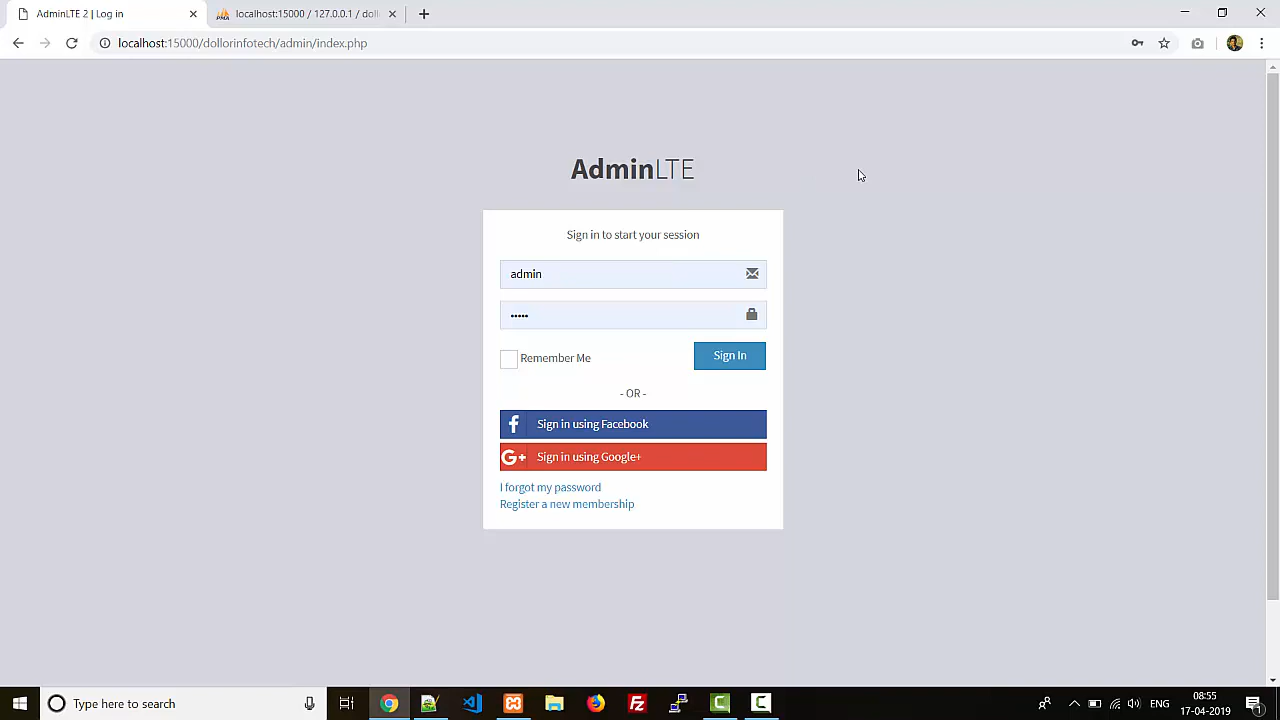 AdminLTE 2 | Log in
localhost:15000 / 127.0.0.1 / doll
localhost:15000/dollorinfotech/admin/index.php
AdminLTE
Sign in to start your session
admin
•••••
Remember Me
Sign In
- OR -
Sign in using Facebook
Sign in using Google+
I forgot my password
Register a new membership
Type here to search
ENG
08:55
17-04-2019